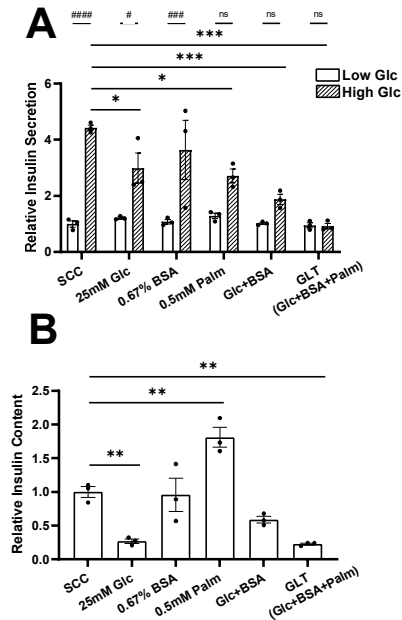 A
#### # ### ns ns ns
***
***
*
*
Low Glc
High Glc
Relative Insulin Secretion
6
4
2
0
SCC
25mM Glc
0.67% BSA
0.5mM Palm
Glc+BSA
GLT
(Glc+BSA+Palm)
B
**
**
**
Relative Insulin Content
2.5
2.0
1.5
1.0
0.5
0.0
SCC
25mM Glc
0.67% BSA
0.5mM Palm
Glc+BSA
GLT
(Glc+BSA+Palm)